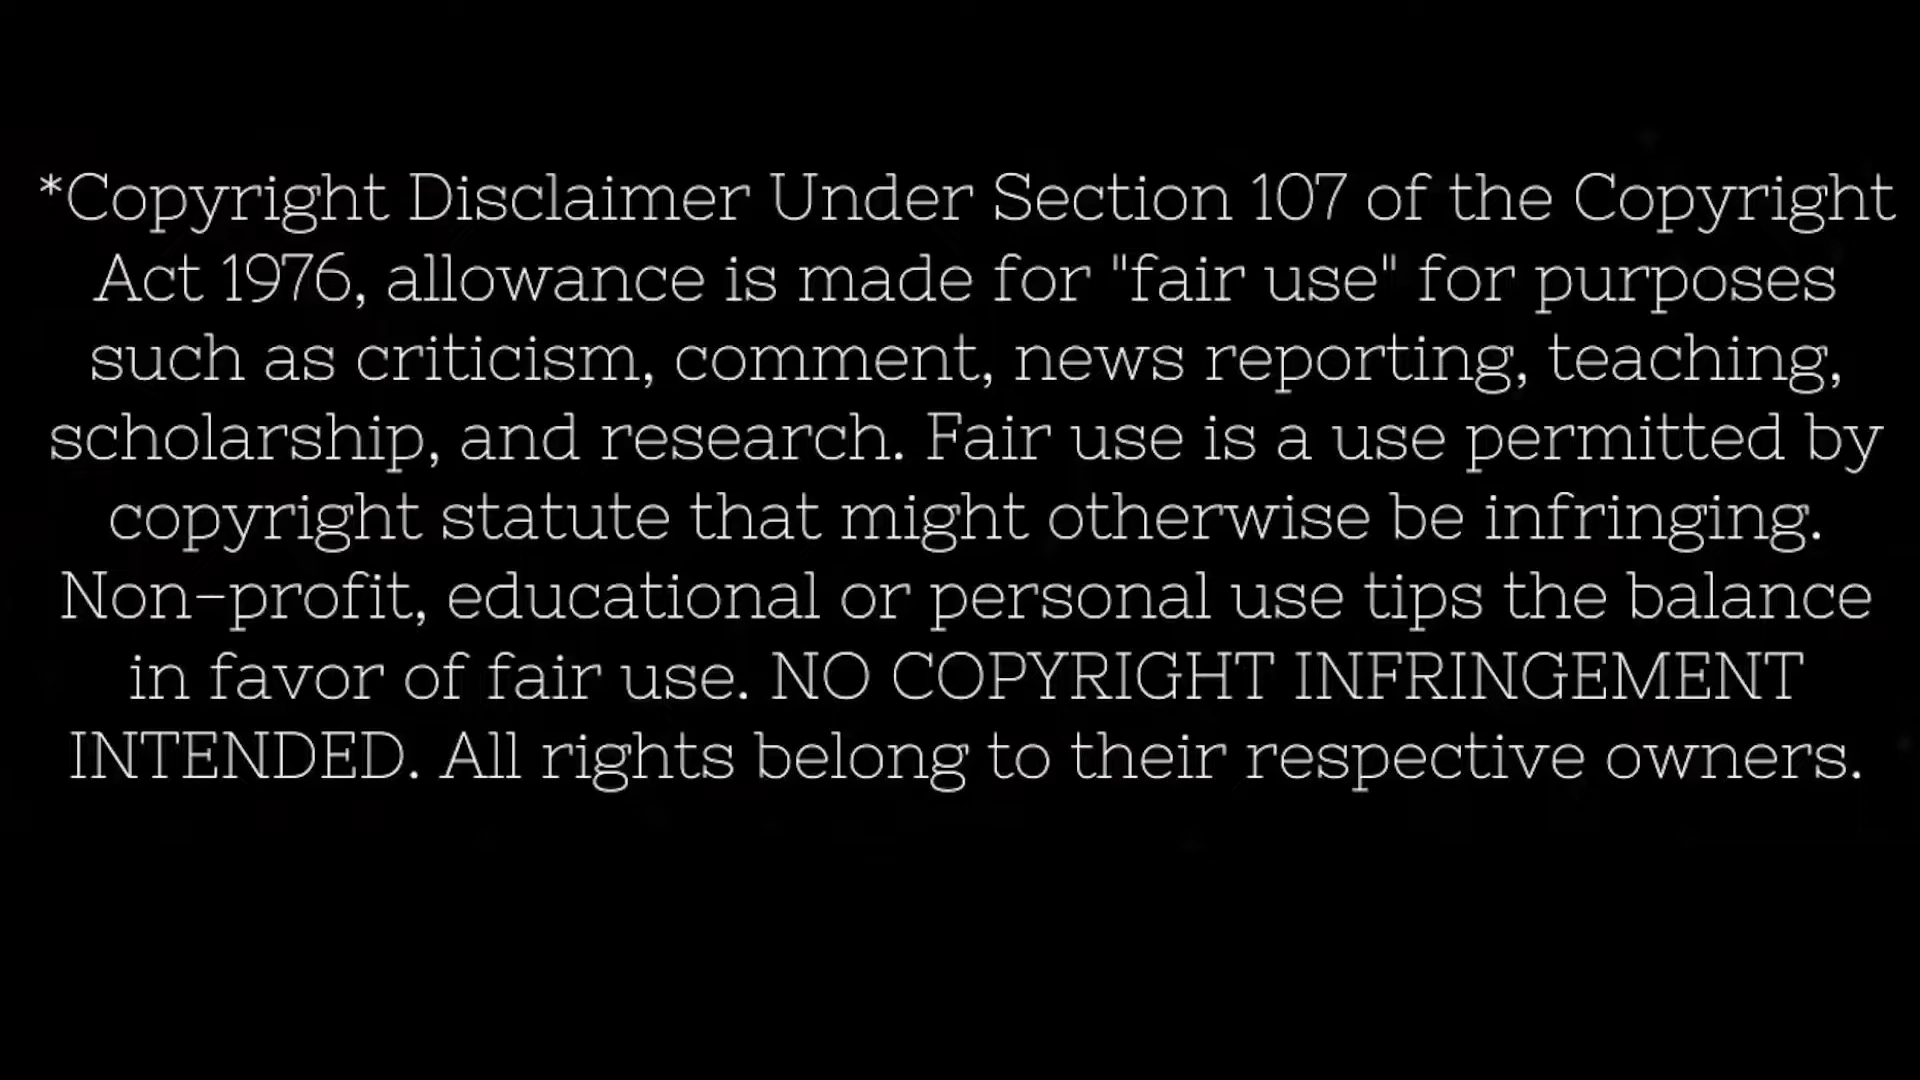 *Copyright Disclaimer Under Section 107 of the Copyright
Act 1976, allowance is made for "fair use" for purposes
such as criticism, comment, news reporting, teaching,
scholarship, and research. Fair use is a use permitted by
copyright statute that might otherwise be infringing.
Non-profit, educational or personal use tips the balance
in favor of fair use. NO COPYRIGHT INFRINGEMENT
INTENDED. All rights belong to their respective owners.